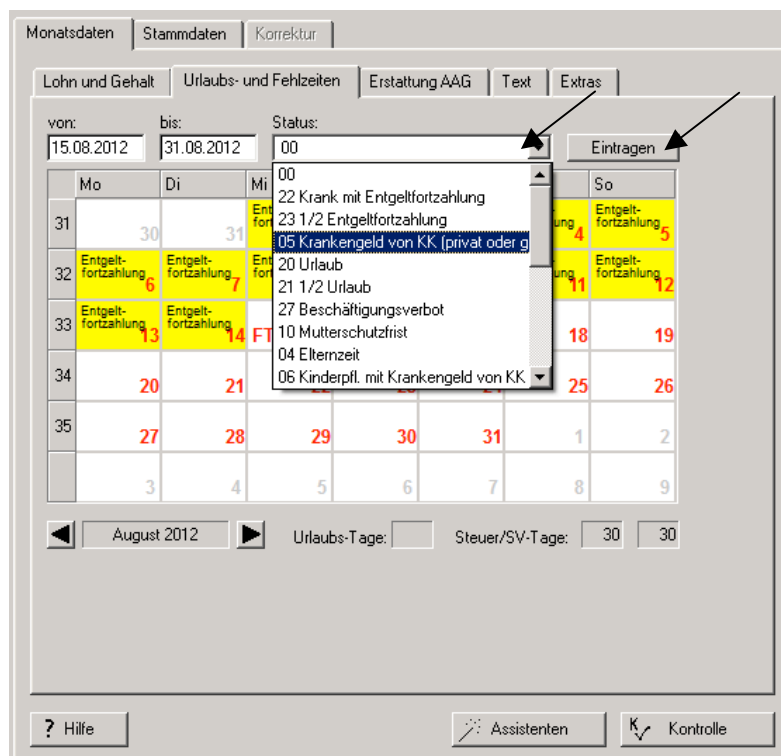 Monatsdaten Stammdaten Korrektur
Lohn und Gehalt Urlaubs- und Fehlzeiten Erstattung AAG Text Extras
von: bis: Status:
15.08.2012 31.08.2012 00 Eintragen
00
22 Krank mit Entgeltfortzahlung
23 1/2 Entgeltfortzahlung
05 Krankengeld von KK (privat oder g
20 Urlaub
21 1/2 Urlaub
27 Beschäftigungsverbot
10 Mutterschutzfrist
04 Elternzeit
06 Kinderpfl. mit Krankengeld von KK
Mo Di Mi So
31 30 31 4 Entgelt-
fortzahlung 5
32 Entgelt-
fortzahlung 6 Entgelt-
fortzahlung 7 11 Entgelt-
fortzahlung 12
33 Entgelt-
fortzahlung 13 Entgelt-
fortzahlung 14 FT 18 19
34 20 21 25 26
35 27 28 29 30 31 1 2
3 4 5 6 7 8 9
August 2012 Urlaubs-Tage: Steuer/SV-Tage: 30 30
? Hilfe Assistenten K Kontrolle